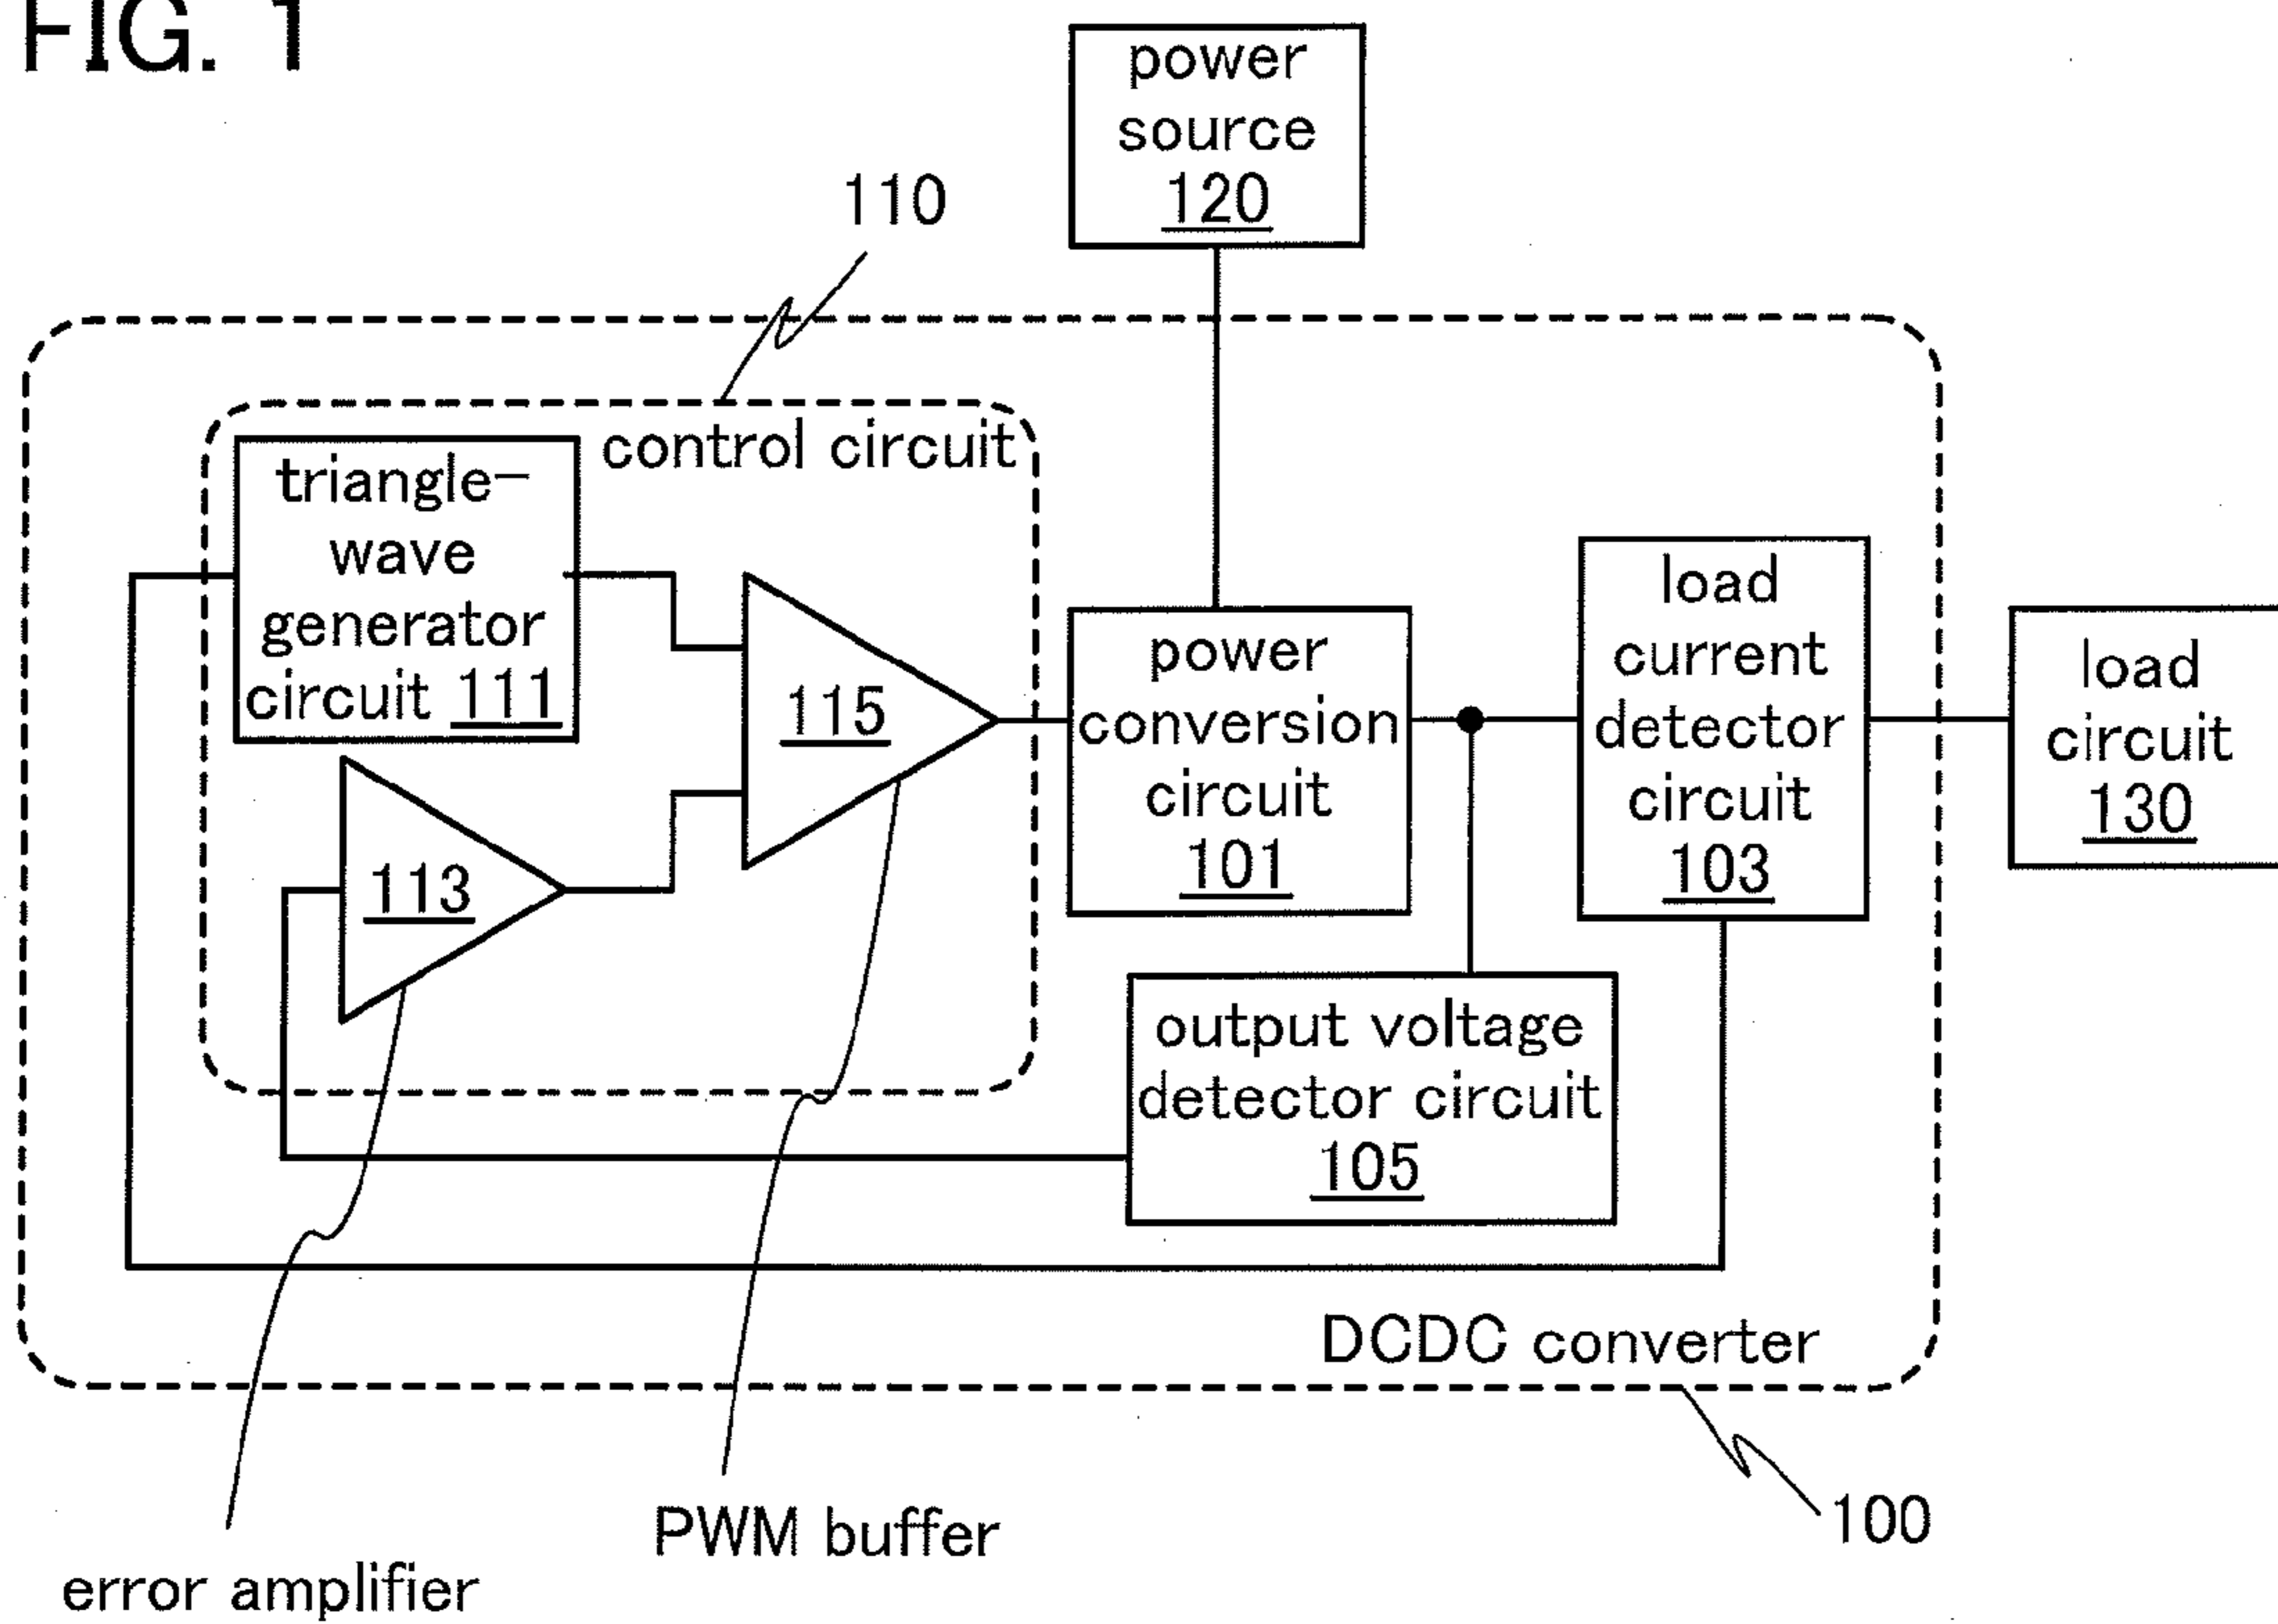 FIG. 1
power
source
120
110
control circuit
triangle-
wave
generator
circuit 111
115
113
power
conversion
circuit
101
load
current
detector
circuit
103
load
circuit
130
output voltage
detector circuit
105
DCDC converter
100
PWM buffer
error amplifier